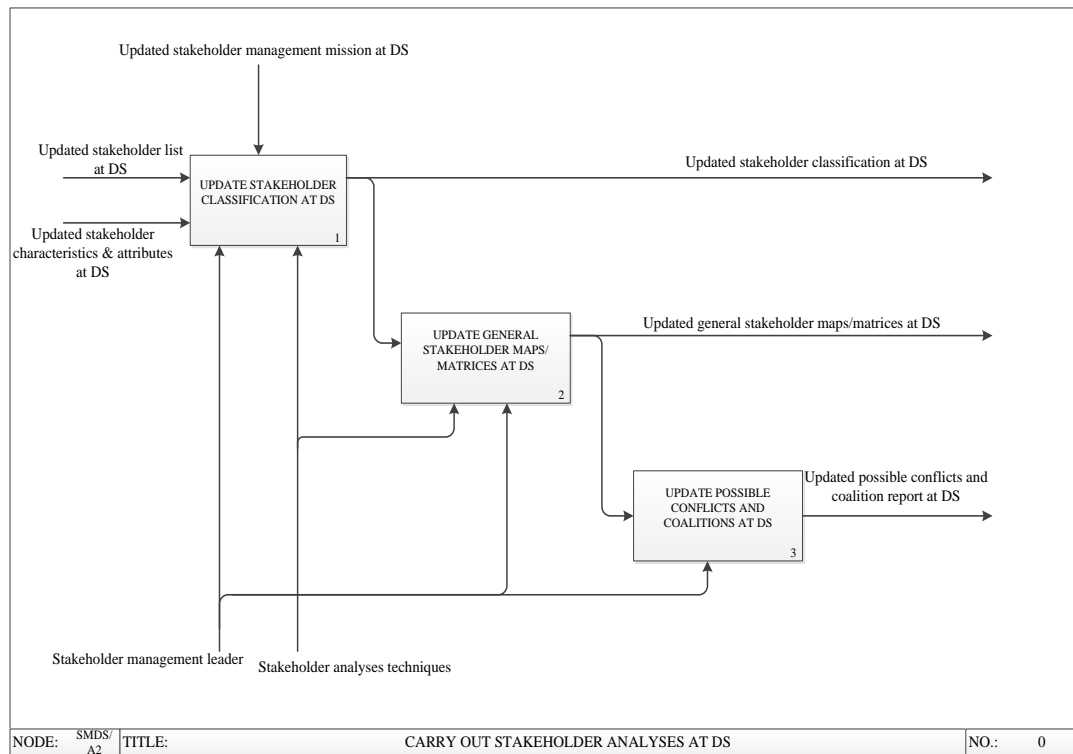 Updated stakeholder management mission at DS
Updated stakeholder list
at DS
Updated stakeholder
characteristics & attributes
at DS
UPDATE STAKEHOLDER
CLASSIFICATION AT DS
1
Updated stakeholder classification at DS
UPDATE GENERAL
STAKEHOLDER MAPS/
MATRICES AT DS
2
Updated general stakeholder maps/matrices at DS
UPDATE POSSIBLE
CONFLICTS AND
COALITIONS AT DS
3
Updated possible conflicts and
coalition report at DS
Stakeholder management leader
Stakeholder analyses techniques
NODE:
SMDS/
A2
TITLE:
CARRY OUT STAKEHOLDER ANALYSES AT DS
NO.:
0